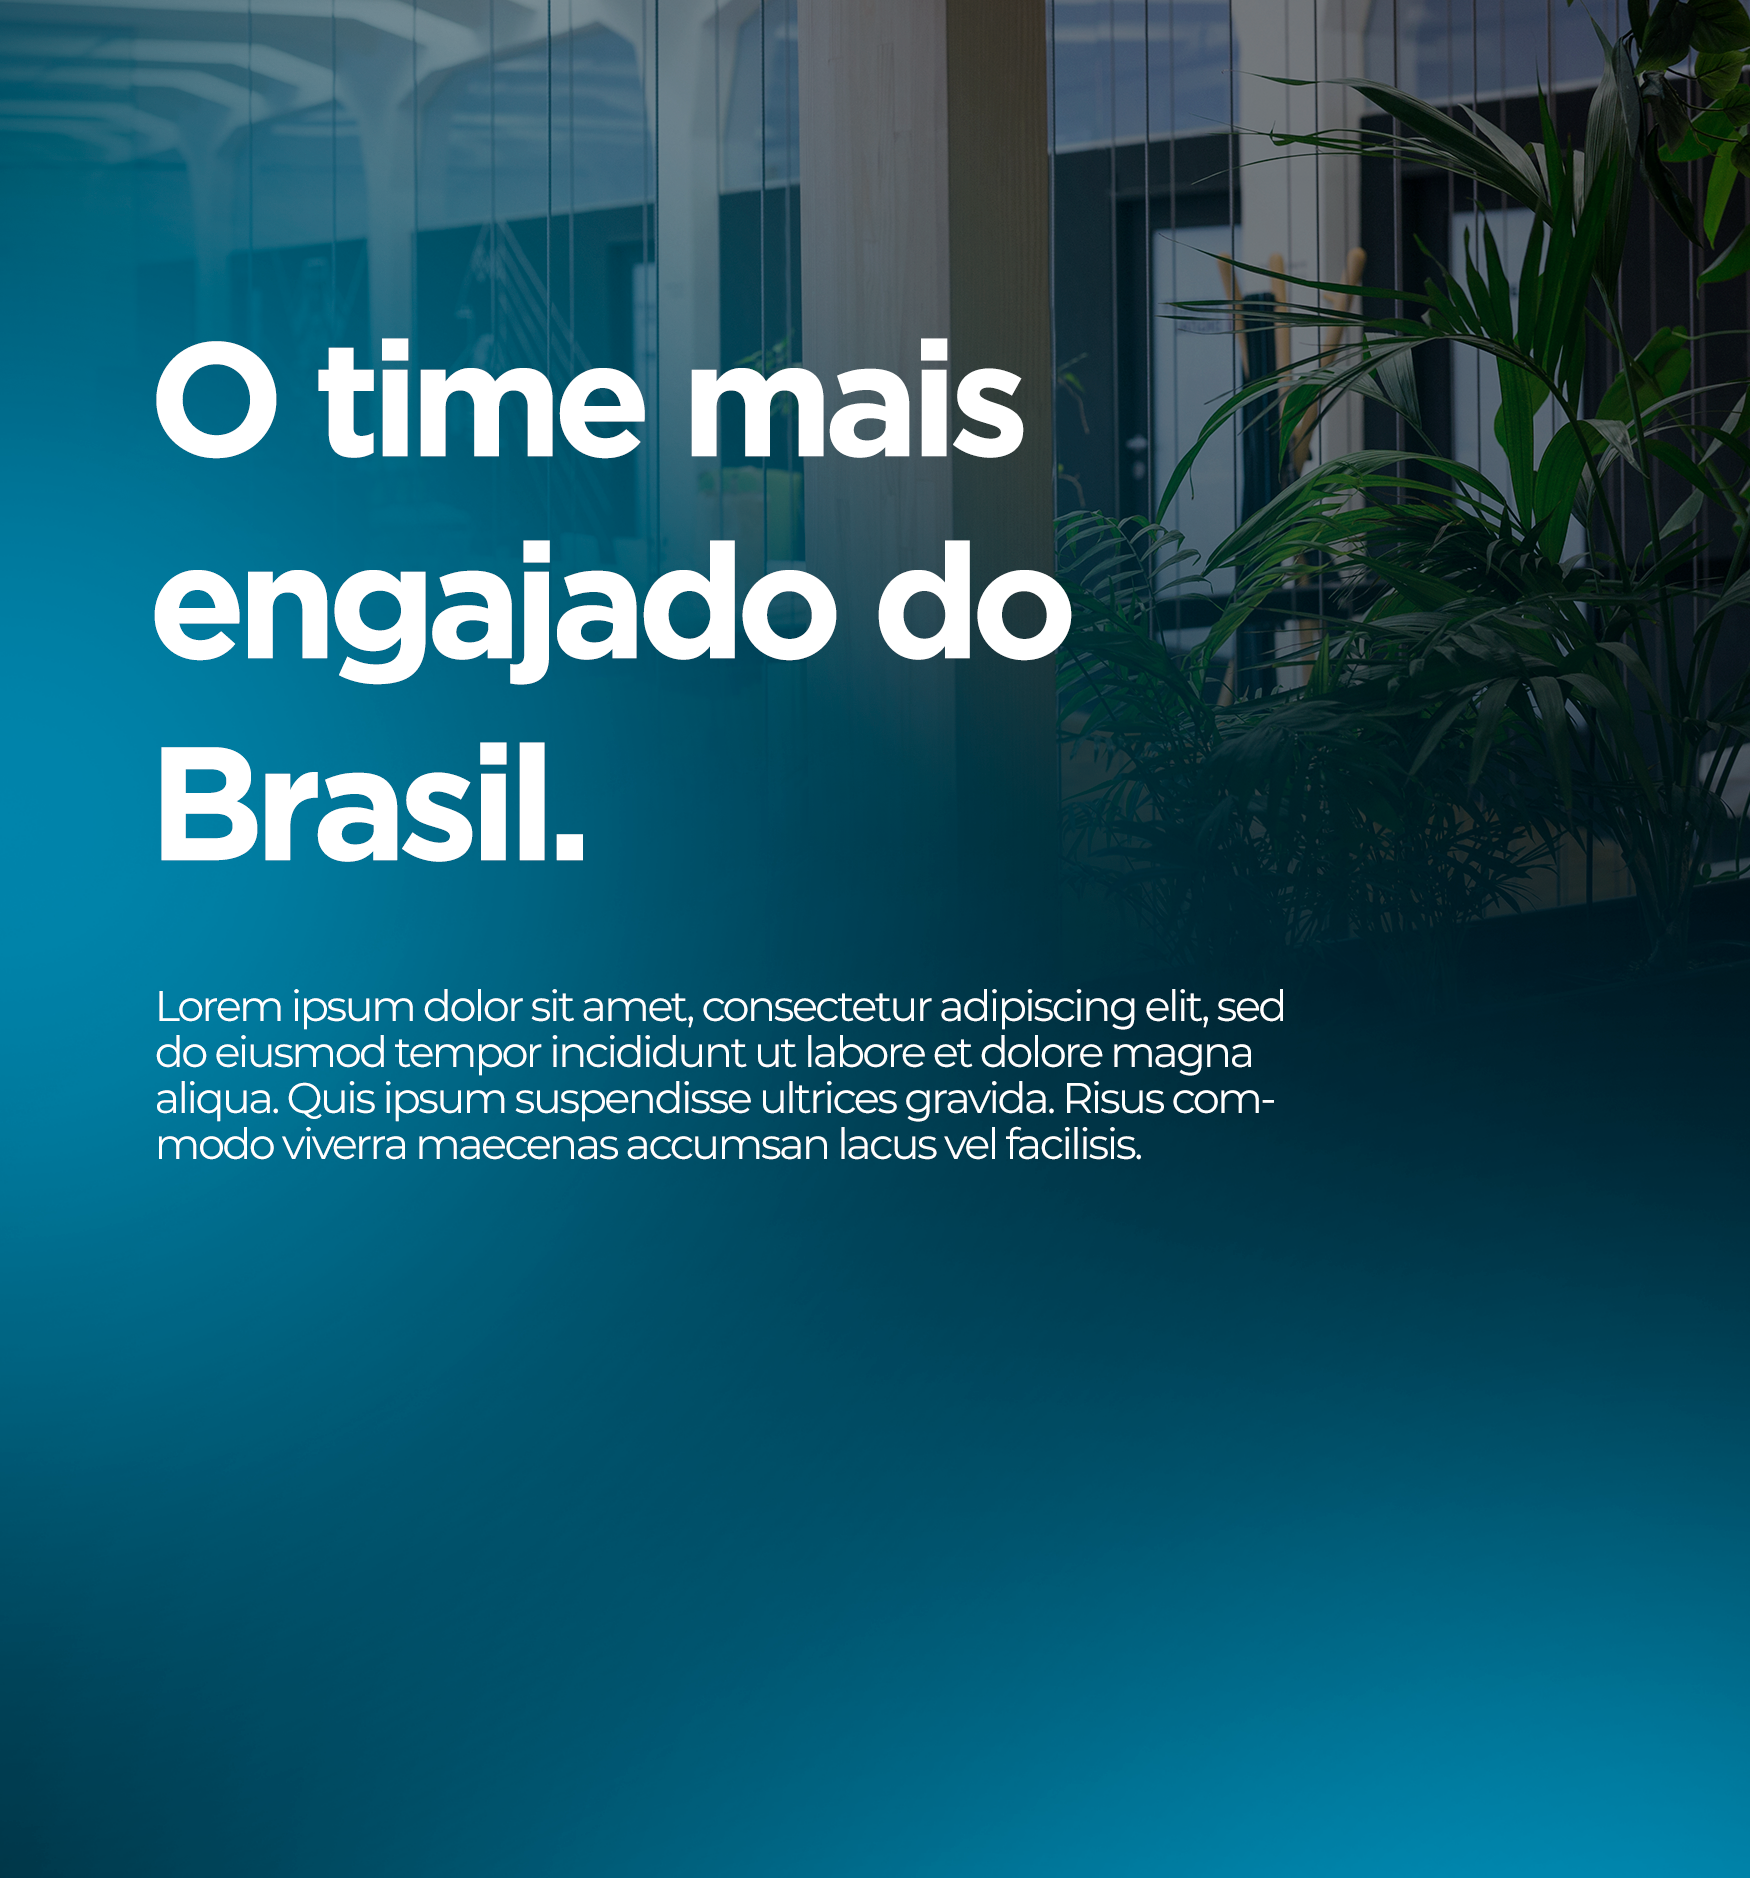 O time mais
engajado do
Brasil.
Lorem ipsum dolor sit amet, consectetur adipiscing elit, sed
do eiusmod tempor incididunt ut labore et dolore magna
aliqua. Quis ipsum suspendisse ultrices gravida. Risus com-
modo viverra maecenas accumsan lacus vel facilisis.